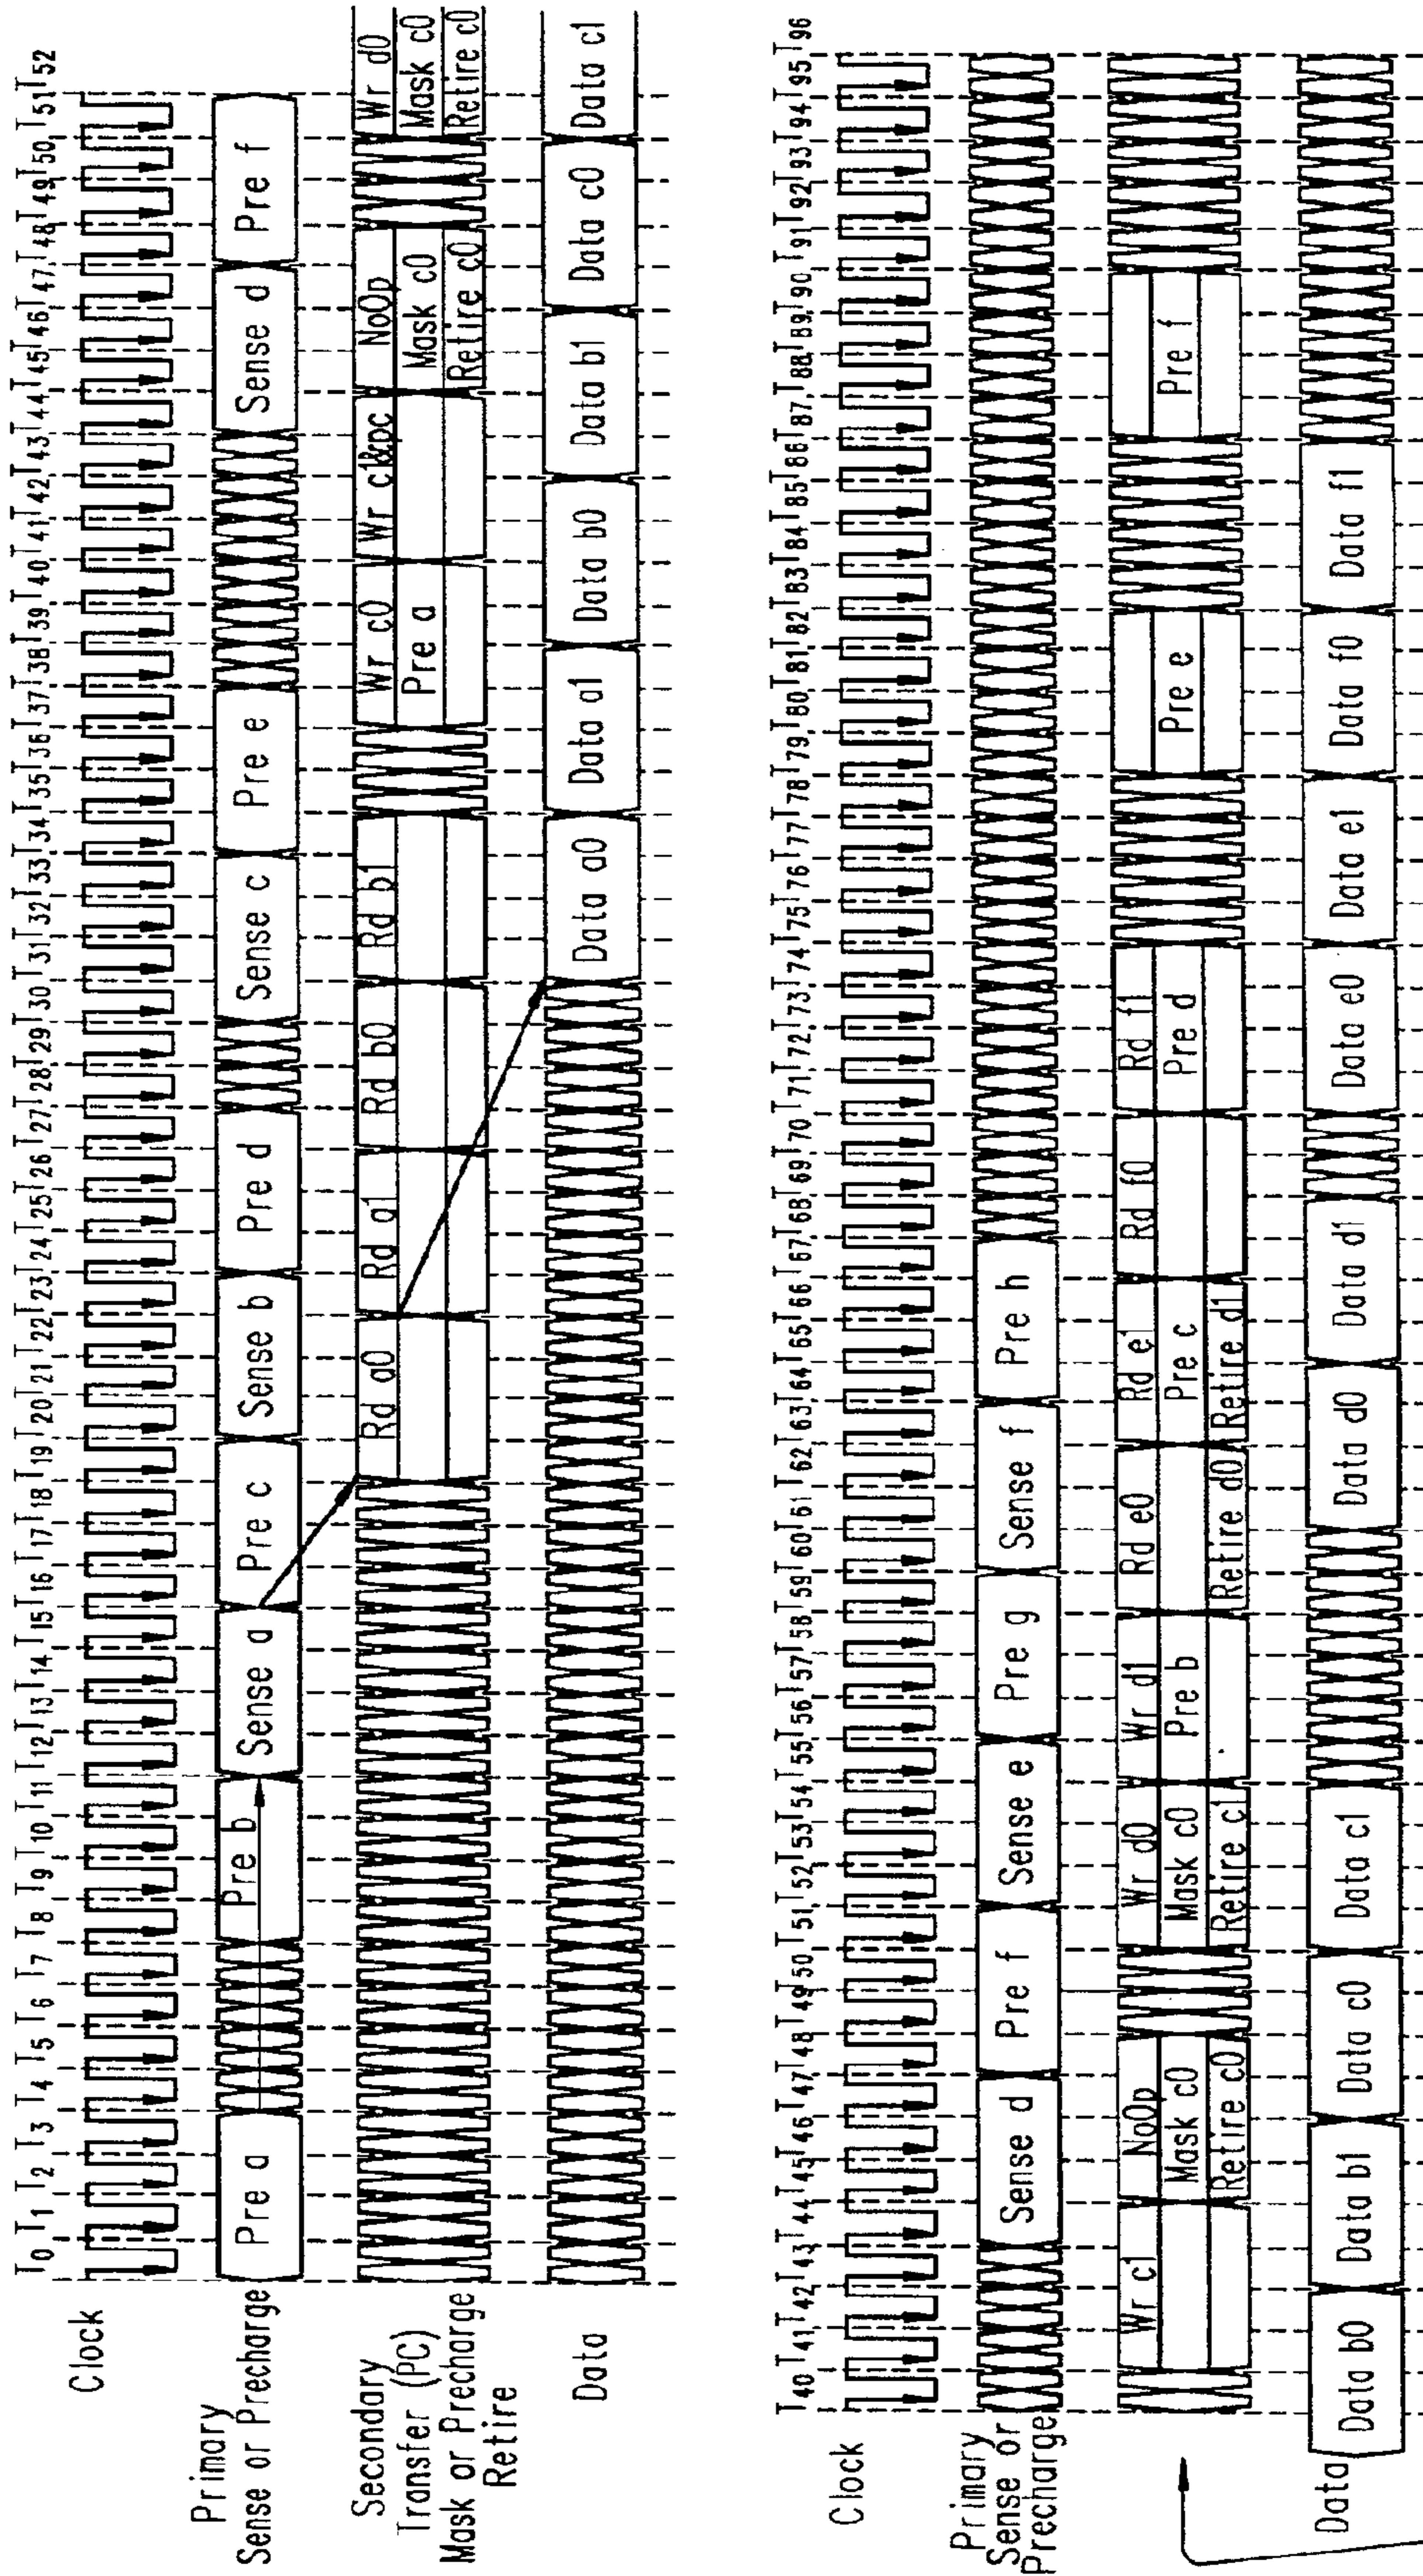 T0 T1 T2 T3 T4 T5 T6 T7 T8 T9 T10 T11 T12 T13 T14 T15 T16 T17 T18 T19 T20 T21 T22 T23 T24 T25 T26 T27 T28 T29 T30 T31 T32 T33 T34 T35 T36 T37 T38 T39 T40 T41 T42 T43 T44 T45 T46 T47 T48 T49 T50 T51 T52
Clock
Primary
Sense or Precharge
Pre a Pre b Sense a Pre c Sense b Pre d Sense c Pre e Sense d Pre f
Secondary
Transfer (PC)
Mask or Precharge
Retire
Rd a0 Rd a1 Rd b0 Rd b1 Wr c0 Wr c1&pc NoOp Wr d0
Pre a Mask c0 Mask c0
Retire c0 Retire c0
Data
Data a0 Data a1 Data b0 Data b1 Data c0 Data c1
T40 T41 T42 T43 T44 T45 T46 T47 T48 T49 T50 T51 T52 T53 T54 T55 T56 T57 T58 T59 T60 T61 T62 T63 T64 T65 T66 T67 T68 T69 T70 T71 T72 T73 T74 T75 T76 T77 T78 T79 T80 T81 T82 T83 T84 T85 T86 T87 T88 T89 T90 T91 T92 T93 T94 T95 T96
Clock
Primary
Sense or
Precharge
Sense d Pre f Sense e Pre g Sense f Pre h
Wr c1 NoOp Wr d0 Wr d1 Rd e0 Rd e1 Rd f0 Rd f1
Mask c0 Mask c0 Pre b Pre c Pre d Pre e Pre f
Retire c0 Retire c1 Retire d0 Retire d1
Data
Data b0 Data b1 Data c0 Data c1 Data d0 Data d1 Data e0 Data e1 Data f0 Data f1